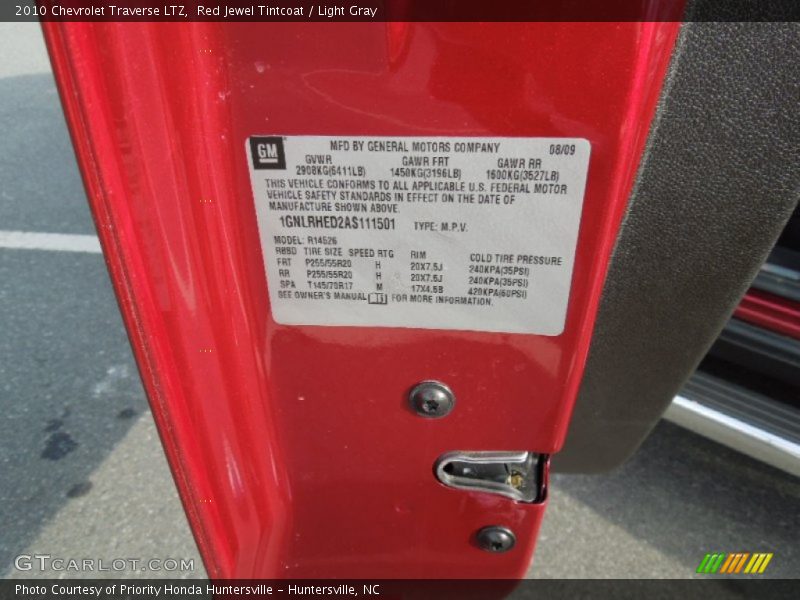 2010 Chevrolet Traverse LTZ, Red Jewel Tintcoat / Light Gray
GM
MFD BY GENERAL MOTORS COMPANY 08/09
GVWR GAWR FRT GAWR RR
2908KG(6411LB) 1450KG(3196LB) 1600KG(3527LB)
THIS VEHICLE CONFORMS TO ALL APPLICABLE U.S. FEDERAL MOTOR
VEHICLE SAFETY STANDARDS IN EFFECT ON THE DATE OF
MANUFACTURE SHOWN ABOVE.
1GNLRHED2AS111501 TYPE: M.P.V.
MODEL: R14526
TIRE SIZE SPEED RTG RIM COLD TIRE PRESSURE
FRT P255/55R20 H 20X7.5J 240KPA(35PSI)
RR P255/55R20 H 20X7.5J 240KPA(35PSI)
SPA T145/70R17 M 17X4.5B 420KPA(60PSI)
SEE OWNER'S MANUAL FOR MORE INFORMATION.
GTCarLot.com
Photo Courtesy of Priority Honda Huntersville – Huntersville, NC